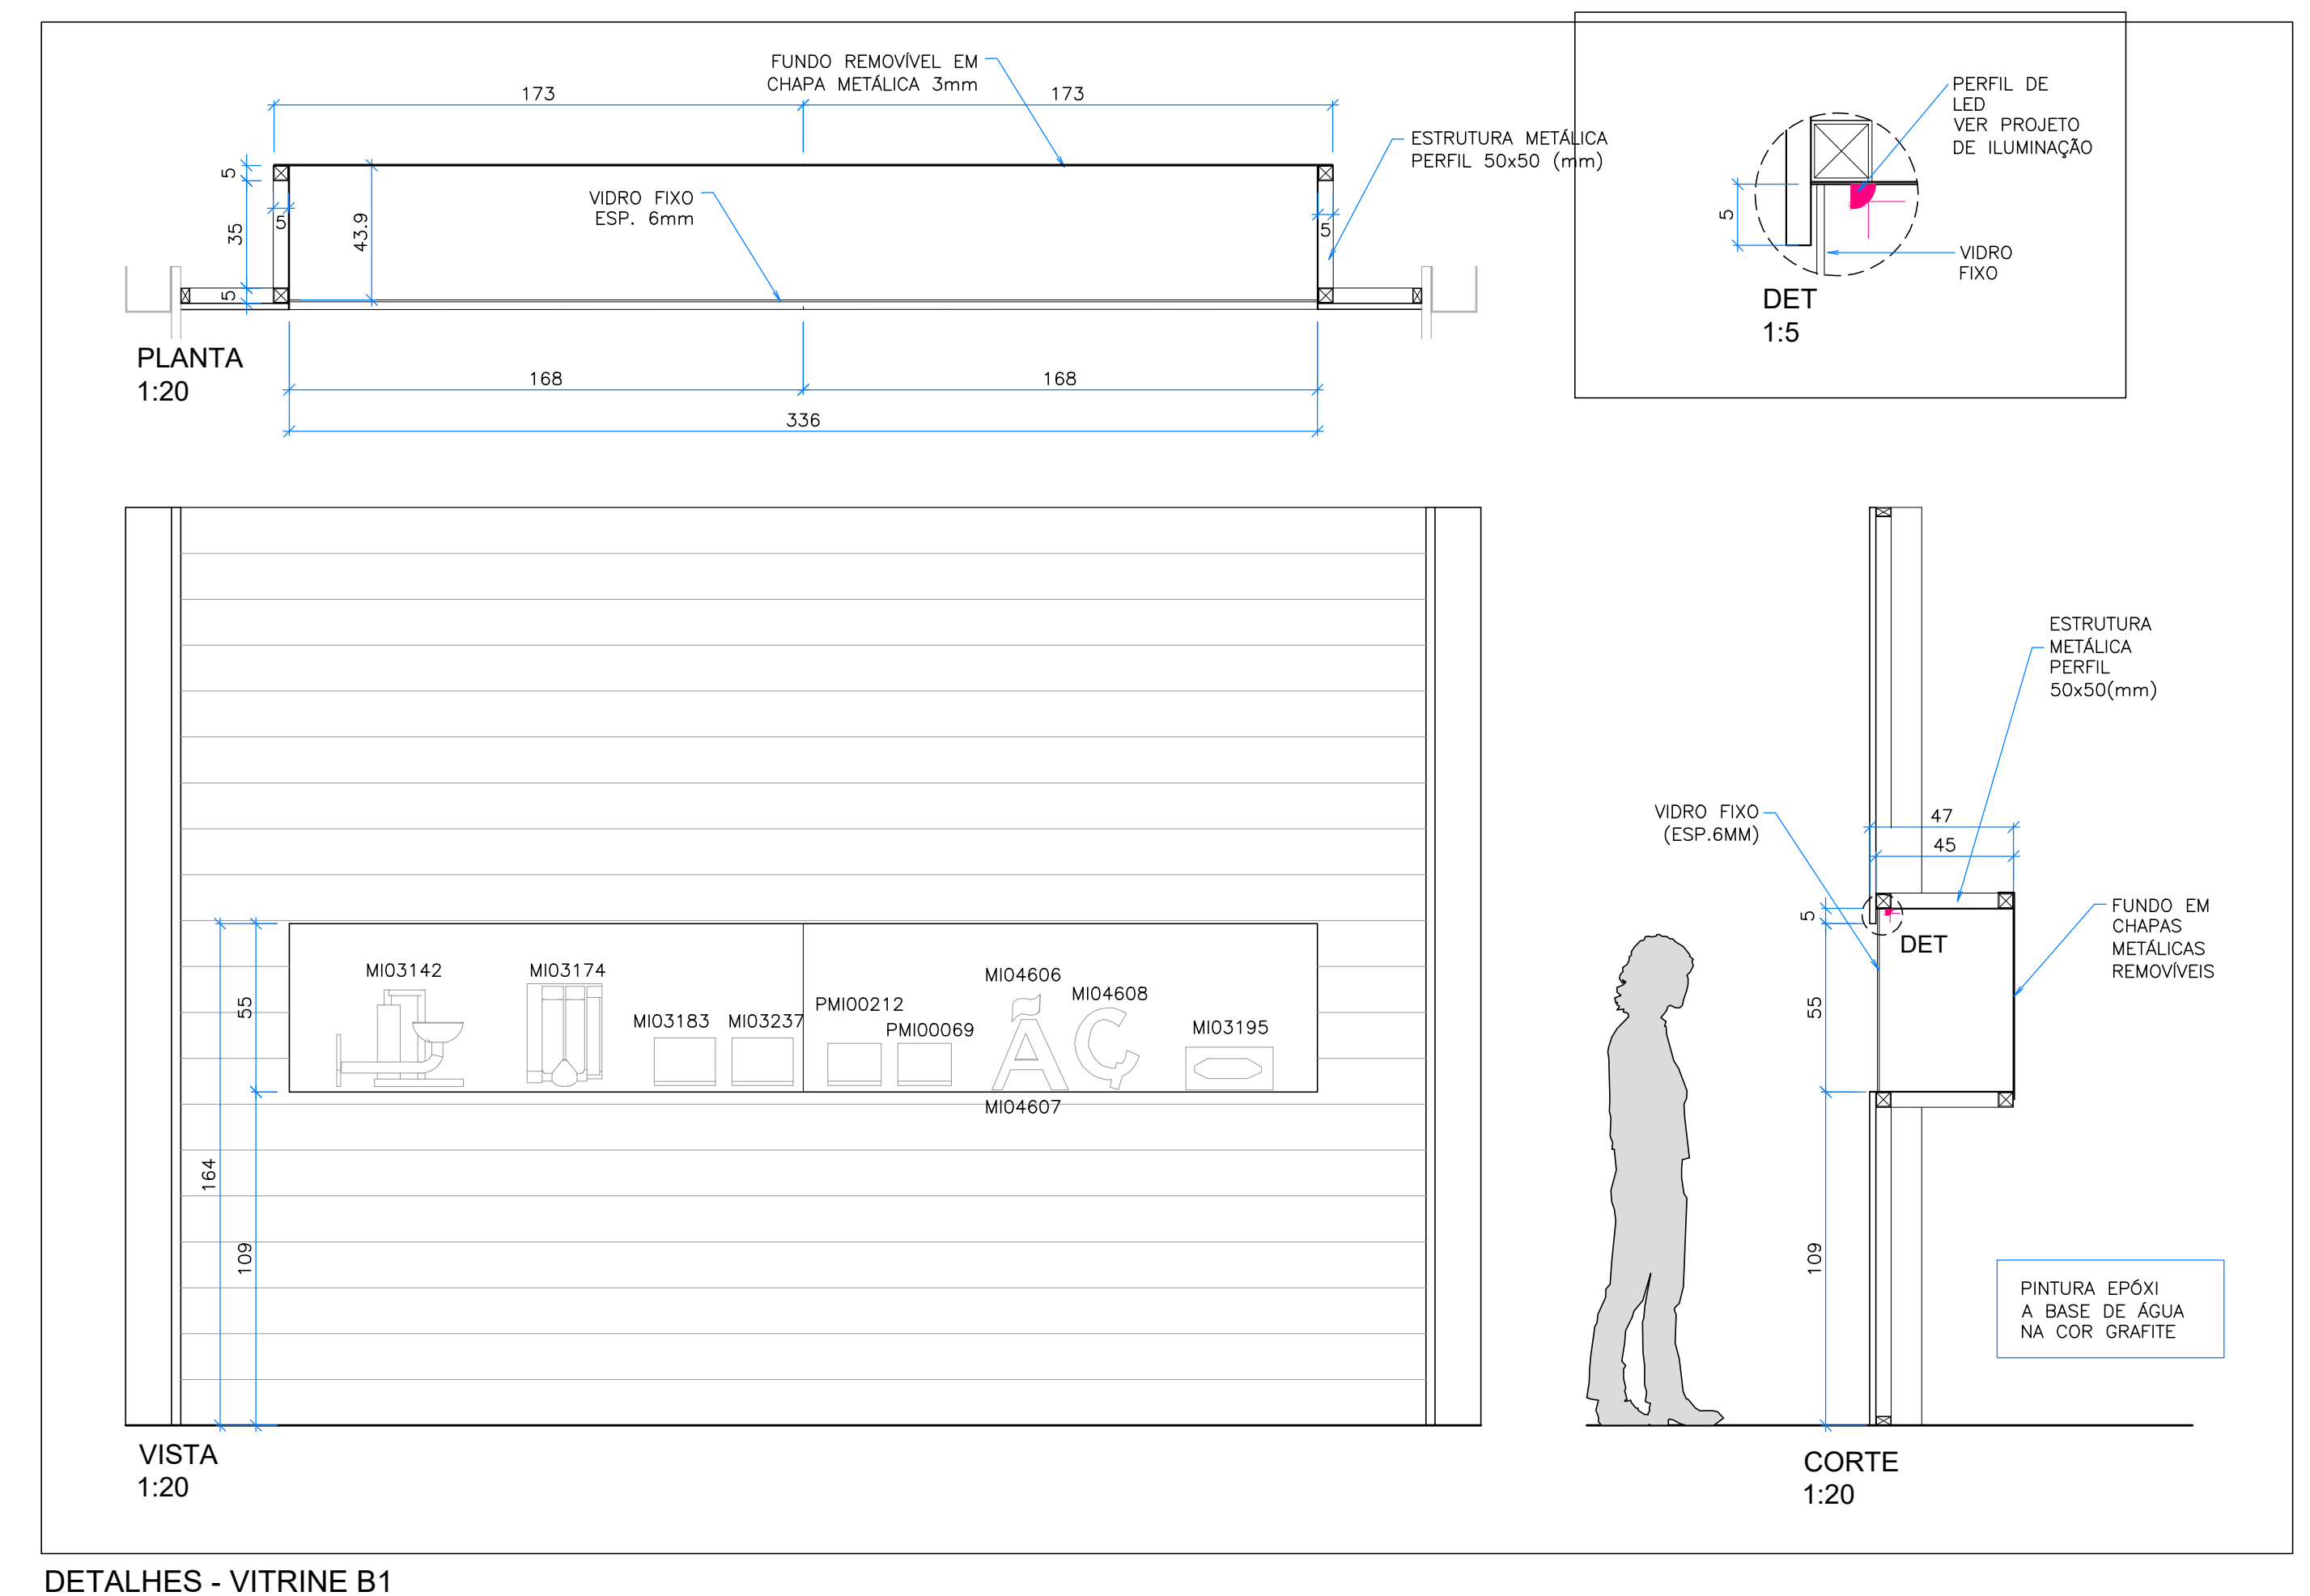 FUNDO REMOVÍVEL EM
CHAPA METÁLICA 3mm
173
173
ESTRUTURA METÁLICA
PERFIL 50x50 (mm)
VIDRO FIXO
ESP. 6mm
5
35
5
5
43.9
5
PLANTA
1:20
168
168
336
PERFIL DE
LED
VER PROJETO
DE ILUMINAÇÃO
5
VIDRO
FIXO
DET
1:5
MI03142
MI03174
MI03183
MI03237
PMI00212
PMI00069
MI04606
MI04608
MI03195
ÃÇ
MI04607
55
164
109
VISTA
1:20
ESTRUTURA
METÁLICA
PERFIL
50x50(mm)
VIDRO FIXO
(ESP.6MM)
47
45
5
DET
FUNDO EM
CHAPAS
METÁLICAS
REMOVÍVEIS
55
109
PINTURA EPÓXI
A BASE DE ÁGUA
NA COR GRAFITE
CORTE
1:20
DETALHES - VITRINE B1